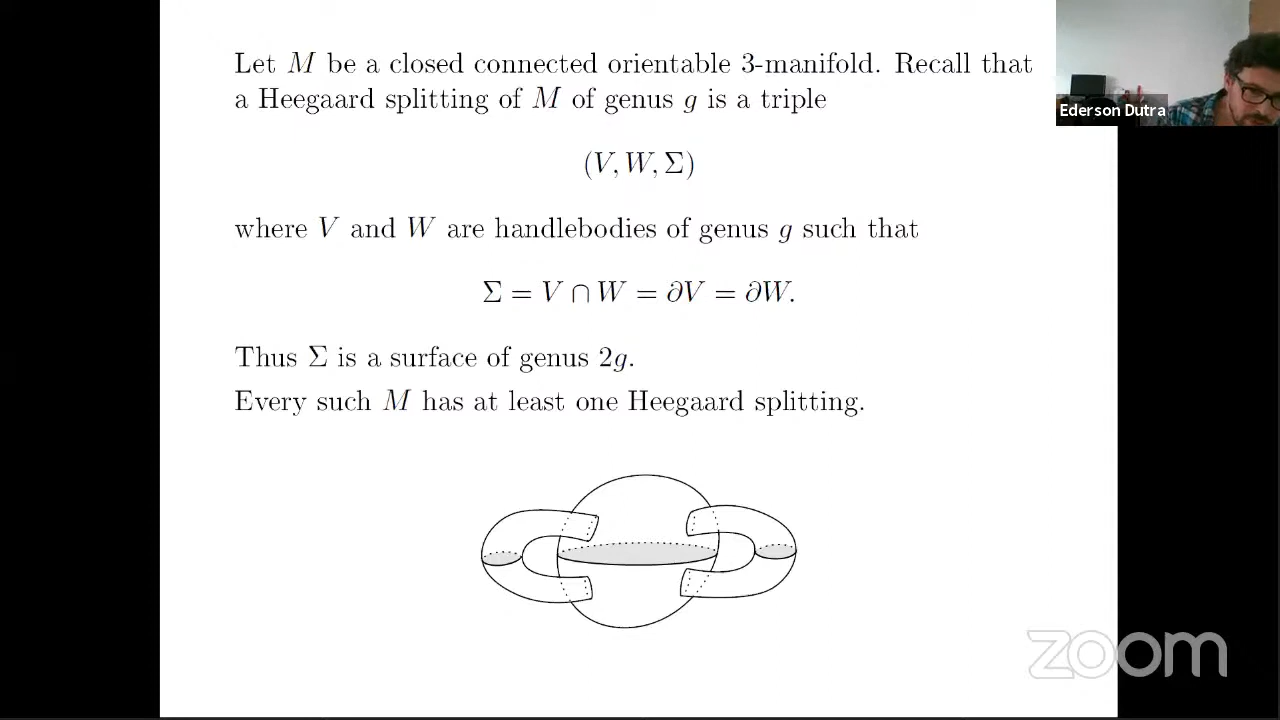 Let M be a closed connected orientable 3-manifold. Recall that
a Heegaard splitting of M of genus g is a triple
(V, W, Σ)
where V and W are handlebodies of genus g such that
Σ = V ∩ W = ∂V = ∂W.
Thus Σ is a surface of genus 2g.
Every such M has at least one Heegaard splitting.
Ederson Dutra
zoom